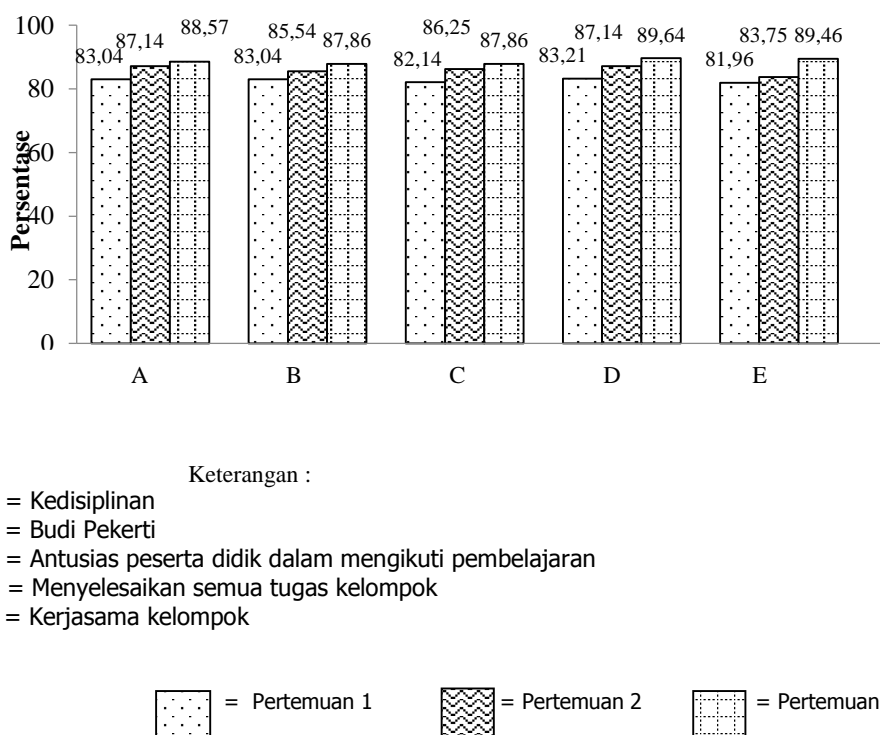 100
88,57
86,25
87,14
85,54
87,14
83,75
89,64
89,46
87,86
87,86
83,04
83,04
82,14
83,21
81,96
80
60
40
20
0
Persentase
A B C D E
Keterangan :
= Kedisiplinan
= Budi Pekerti
= Antusias peserta didik dalam mengikuti pembelajaran
= Menyelesaikan semua tugas kelompok
= Kerjasama kelompok
= Pertemuan 1 = Pertemuan 2 = Pertemuan